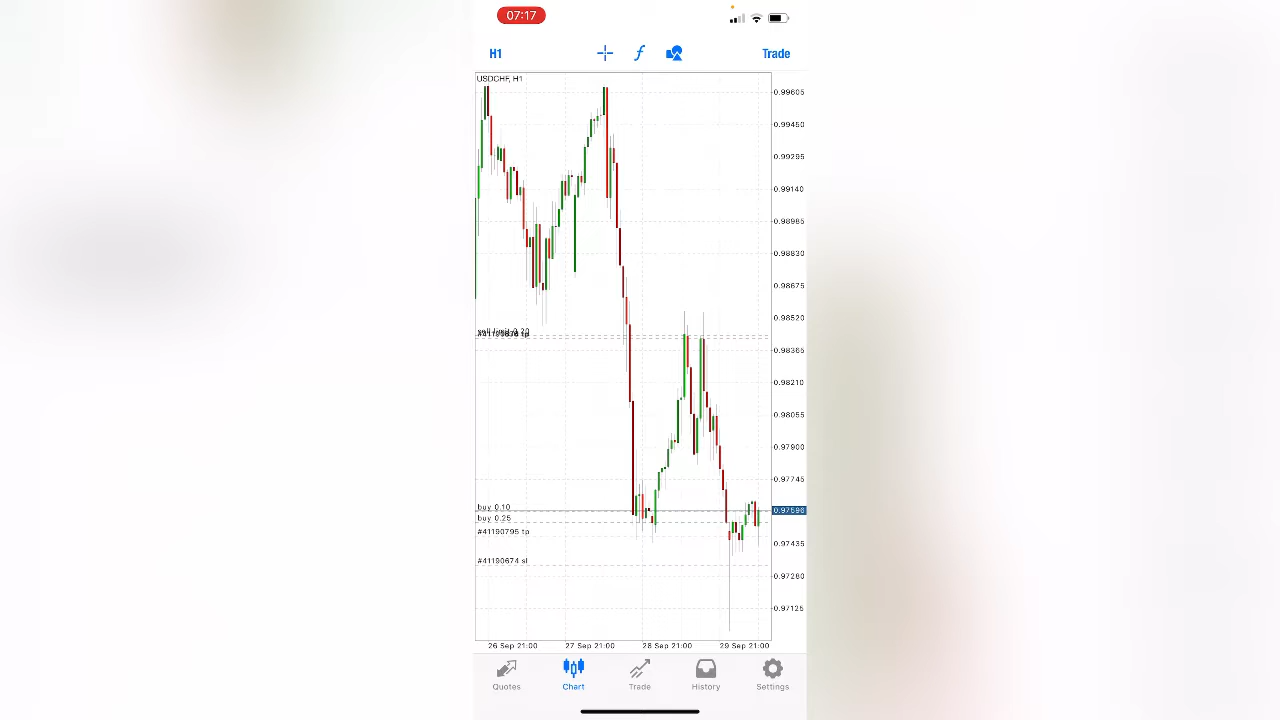 07:17
H1
f
Trade
USDCHF, H1
0.99605
0.99450
0.99295
0.99140
0.98985
0.98830
0.98675
0.98520
0.98365
0.98210
0.98055
0.97900
0.97745
0.97596
0.97435
0.97280
0.97125
buy 0.10
buy 0.25
#41190795 tp
#41190674 sl
26 Sep 21:00
27 Sep 21:00
28 Sep 21:00
29 Sep 21:00
Quotes
Chart
Trade
History
Settings